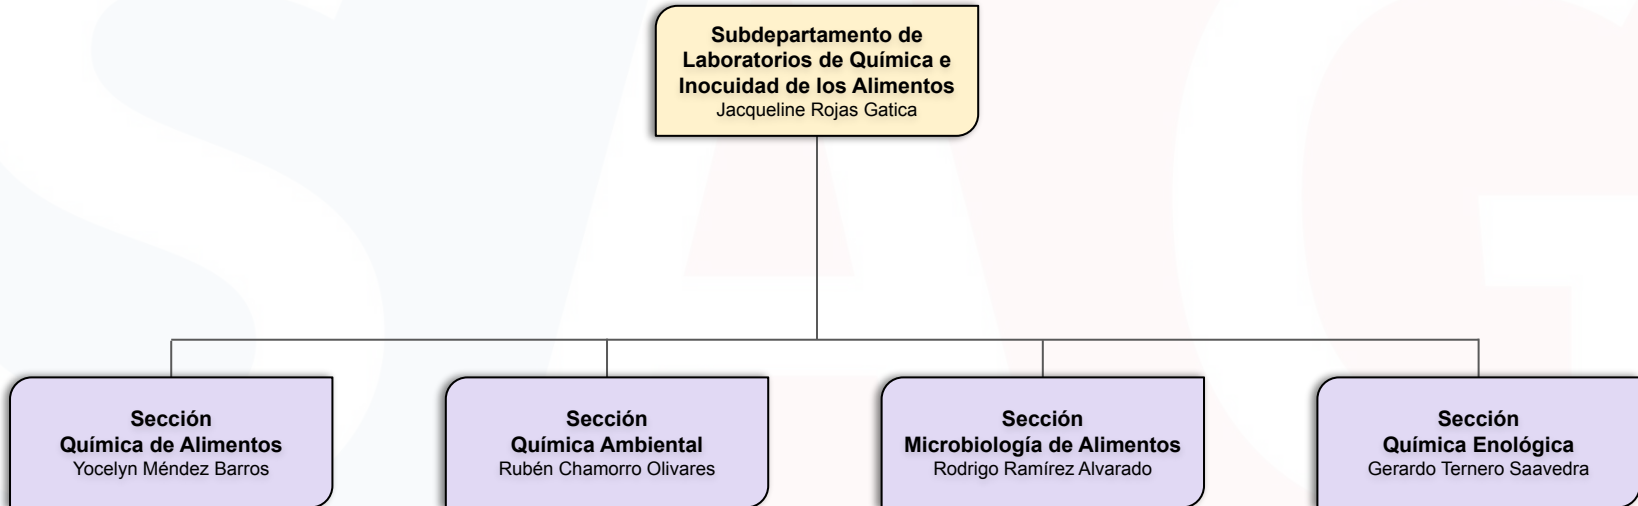 Subdepartamento de
Laboratorios de Química e
Inocuidad de los Alimentos
Jacqueline Rojas Gatica
Sección
Química de Alimentos
Yocelyn Méndez Barros
Sección
Química Ambiental
Rubén Chamorro Olivares
Sección
Microbiología de Alimentos
Rodrigo Ramírez Alvarado
Sección
Química Enológica
Gerardo Ternero Saavedra
SAG